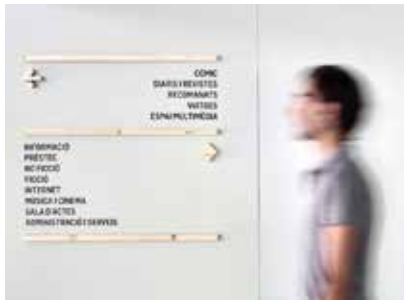 CÒMIC
DIARIS I REVISTES
RECOMANATS
VIATGES
ESPAI MULTIMÈDIA
INFORMACIÓ
PRÉSTEC
NO FICCIÓ
FICCIÓ
INTERNET
MÚSICA I CINEMA
SALA D'ACTES
ADMINISTRACIÓ I SERVEIS